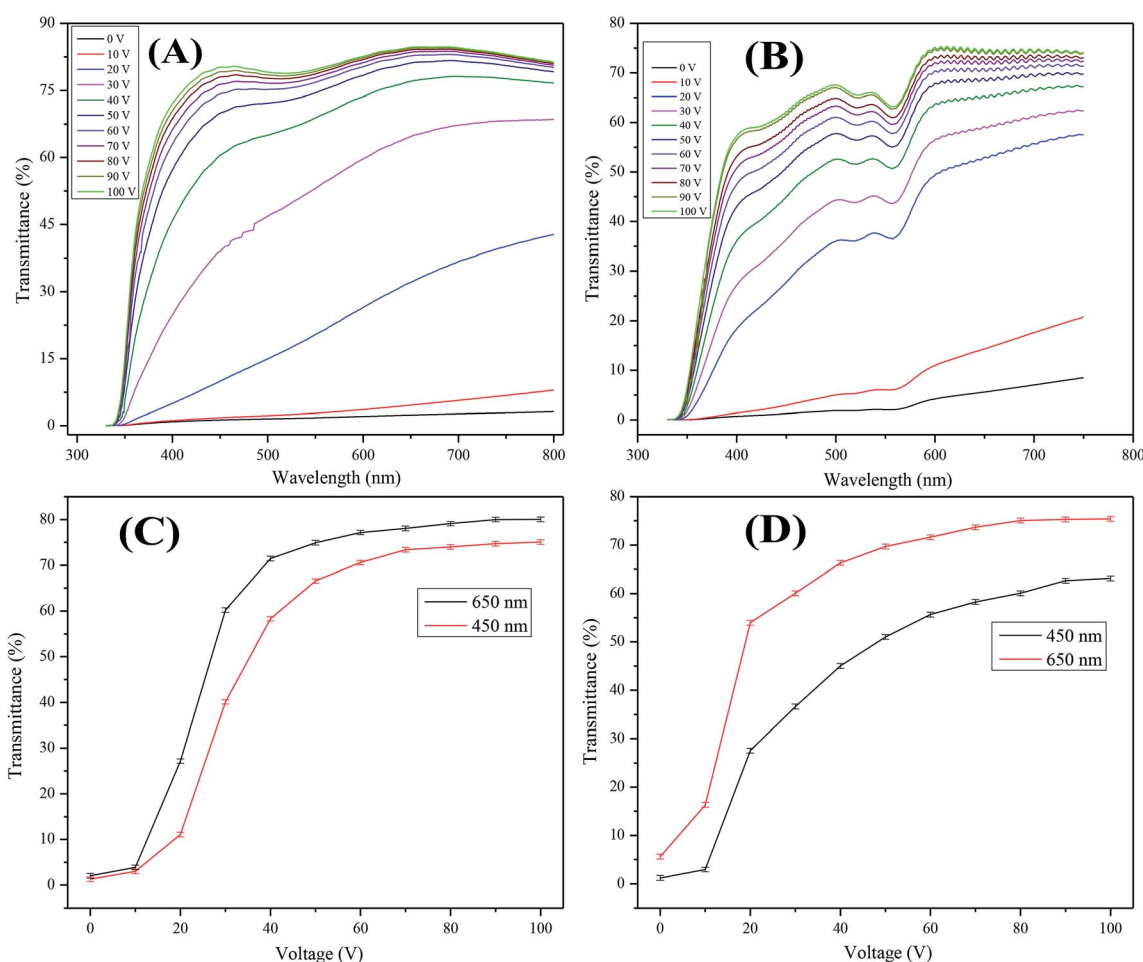 (A)
0 V
10 V
20 V
30 V
40 V
50 V
60 V
70 V
80 V
90 V
100 V
90
75
60
45
30
15
0
Transmittance (%)
300 400 500 600 700 800
Wavelength (nm)
(B)
0 V
10 V
20 V
30 V
40 V
50 V
60 V
70 V
80 V
90 V
100 V
80
70
60
50
40
30
20
10
0
Transmittance (%)
300 400 500 600 700 800
Wavelength (nm)
(C)
650 nm
450 nm
80
70
60
50
40
30
20
10
0
Transmittance (%)
0 20 40 60 80 100
Voltage (V)
(D)
450 nm
650 nm
80
70
60
50
40
30
20
10
0
Transmittance (%)
0 20 40 60 80 100
Voltage (V)